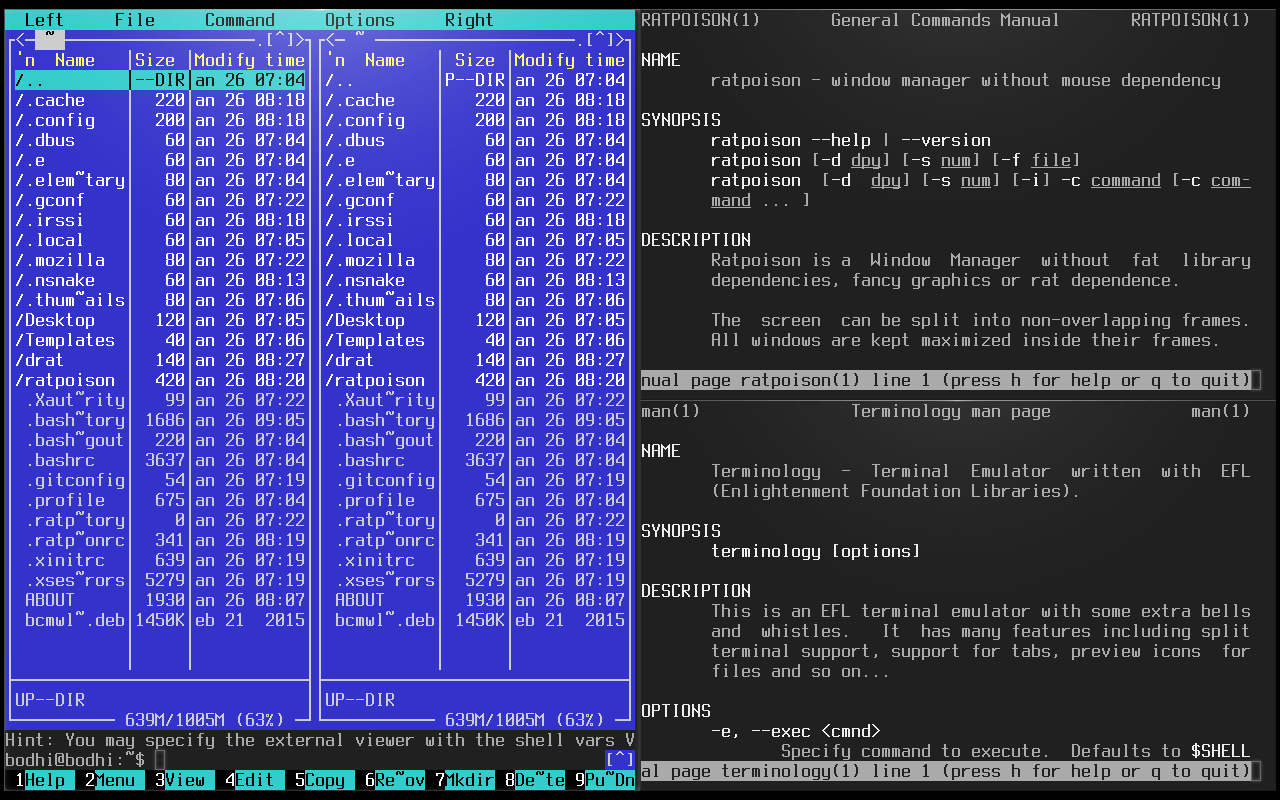 Left File Command Options Right
<─ ~ .[^]> <─ ~ .[^]>
'n Name Size Modify time 'n Name Size Modify time
/.. --DIR an 26 07:04 /.. P--DIR an 26 07:04
/.cache 220 an 26 08:18 /.cache 220 an 26 08:18
/.config 200 an 26 08:18 /.config 200 an 26 08:18
/.dbus 60 an 26 07:04 /.dbus 60 an 26 07:04
/.e 60 an 26 07:04 /.e 60 an 26 07:04
/.elem~tary 80 an 26 07:04 /.elem~tary 80 an 26 07:04
/.gconf 60 an 26 07:22 /.gconf 60 an 26 07:22
/.irssi 60 an 26 08:18 /.irssi 60 an 26 08:18
/.local 60 an 26 07:05 /.local 60 an 26 07:05
/.mozilla 80 an 26 07:22 /.mozilla 80 an 26 07:22
/.nsnake 60 an 26 08:13 /.nsnake 60 an 26 08:13
/.thum~ails 80 an 26 07:06 /.thum~ails 80 an 26 07:06
/Desktop 120 an 26 07:05 /Desktop 120 an 26 07:05
/Templates 40 an 26 07:06 /Templates 40 an 26 07:06
/drat 140 an 26 08:27 /drat 140 an 26 08:27
/ratpoison 420 an 26 08:20 /ratpoison 420 an 26 08:20
.Xaut~rity 99 an 26 07:22 .Xaut~rity 99 an 26 07:22
.bash~tory 1686 an 26 09:05 .bash~tory 1686 an 26 09:05
.bash~gout 220 an 26 07:04 .bash~gout 220 an 26 07:04
.bashrc 3637 an 26 07:04 .bashrc 3637 an 26 07:04
.gitconfig 54 an 26 07:19 .gitconfig 54 an 26 07:19
.profile 675 an 26 07:04 .profile 675 an 26 07:04
.ratp~tory 0 an 26 07:22 .ratp~tory 0 an 26 07:22
.ratp~onrc 341 an 26 08:19 .ratp~onrc 341 an 26 08:19
.xinitrc 639 an 26 07:19 .xinitrc 639 an 26 07:19
.xses~rors 5279 an 26 07:19 .xses~rors 5279 an 26 07:19
ABOUT 1930 an 26 08:07 ABOUT 1930 an 26 08:07
bcmwl~.deb 1450K eb 21 2015 bcmwl~.deb 1450K eb 21 2015
UP--DIR UP--DIR
639M/1005M (63%) 639M/1005M (63%)
Hint: You may specify the external viewer with the shell vars V
bodhi@bodhi:~$ [^]
1Help 2Menu 3View 4Edit 5Copy 6Re~ov 7Mkdir 8De~te 9Pu~Dn
RATPOISON(1) General Commands Manual RATPOISON(1)
NAME
ratpoison - window manager without mouse dependency
SYNOPSIS
ratpoison --help | --version
ratpoison [-d dpy] [-s num] [-f file]
ratpoison [-d dpy] [-s num] [-i] -c command [-c com-
mand ... ]
DESCRIPTION
Ratpoison is a Window Manager without fat library
dependencies, fancy graphics or rat dependence.
The screen can be split into non-overlapping frames.
All windows are kept maximized inside their frames.
nual page ratpoison(1) line 1 (press h for help or q to quit)
man(1) Terminology man page man(1)
NAME
Terminology - Terminal Emulator written with EFL
(Enlightenment Foundation Libraries).
SYNOPSIS
terminology [options]
DESCRIPTION
This is an EFL terminal emulator with some extra bells
and whistles. It has many features including split
terminal support, support for tabs, preview icons for
files and so on...
OPTIONS
-e, --exec <cmd>
Specify command to execute. Defaults to $SHELL
al page terminology(1) line 1 (press h for help or q to quit)